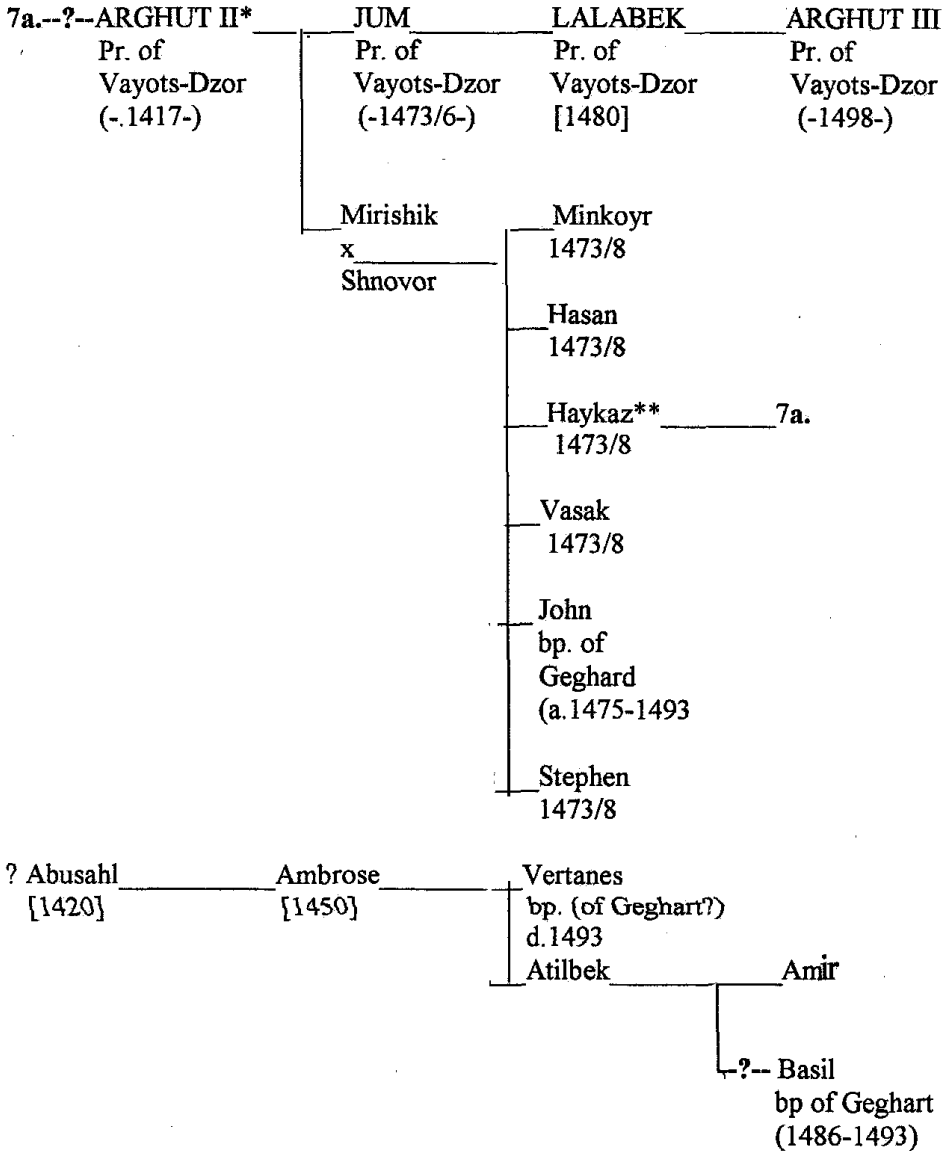 7a.--?--ARGHUT II* JUM LALABEK ARGHUT III
Pr. of Pr. of Pr. of Pr. of
Vayots-Dzor Vayots-Dzor Vayots-Dzor Vayots-Dzor
(-.1417-) (-1473/6-) [1480] (-1498-)
Mirishik Minkoyr
x 1473/8
Shnovor
Hasan
1473/8
Haykaz** 7a.
1473/8
Vasak
1473/8
John
bp. of
Geghard
(a.1475-1493
Stephen
1473/8
? Abusahl Ambrose Vertanes
[1420] [1450] bp. (of Geghart?)
d.1493
Atilbek Amir
-?-- Basil
bp of Geghart
(1486-1493)